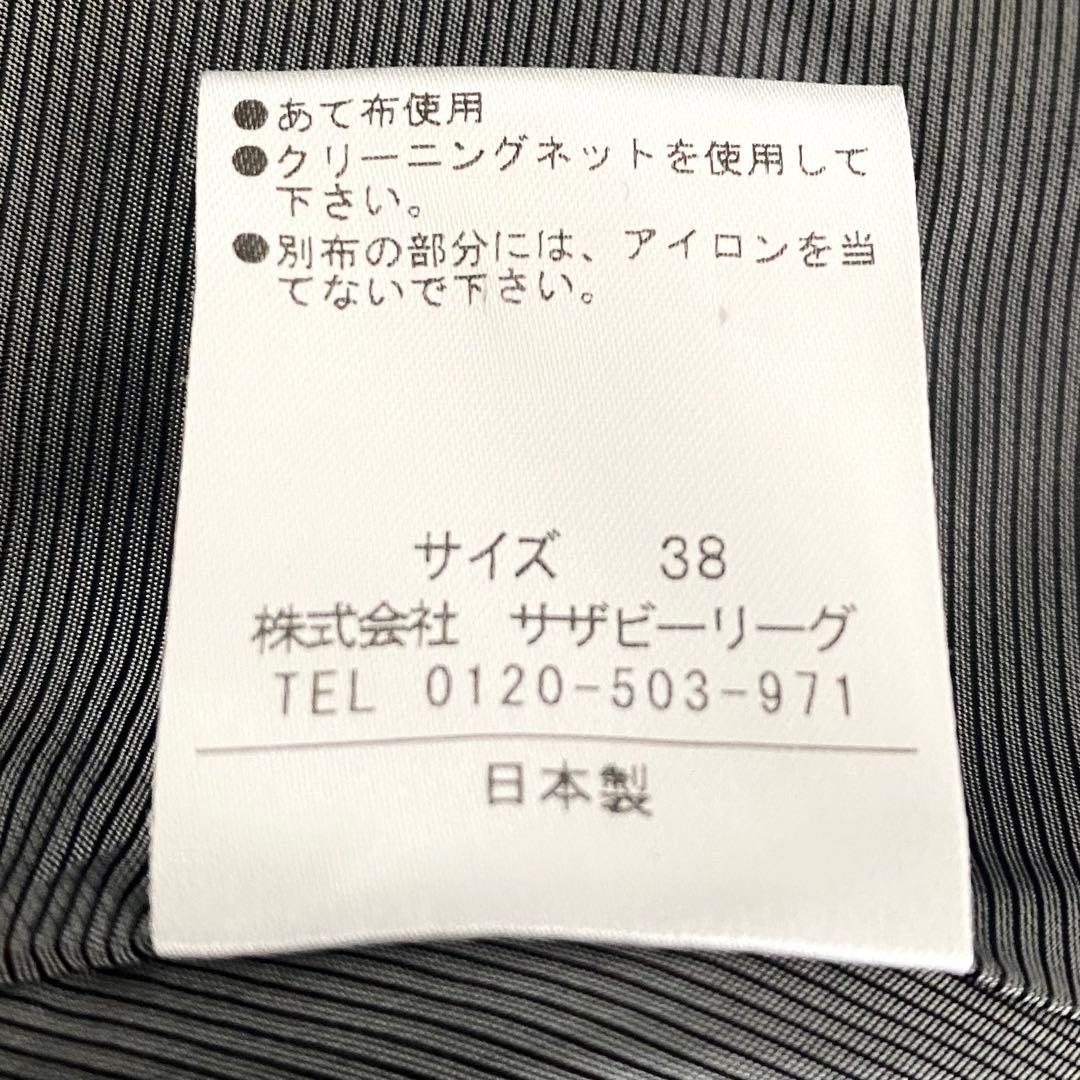 ●あて布使用
●クリーニングネットを使用して
下さい。
●別布の部分には、アイロンを当
てないで下さい。
サイズ 38
株式会社 サザビーリーグ
TEL 0120-503-971
日本製